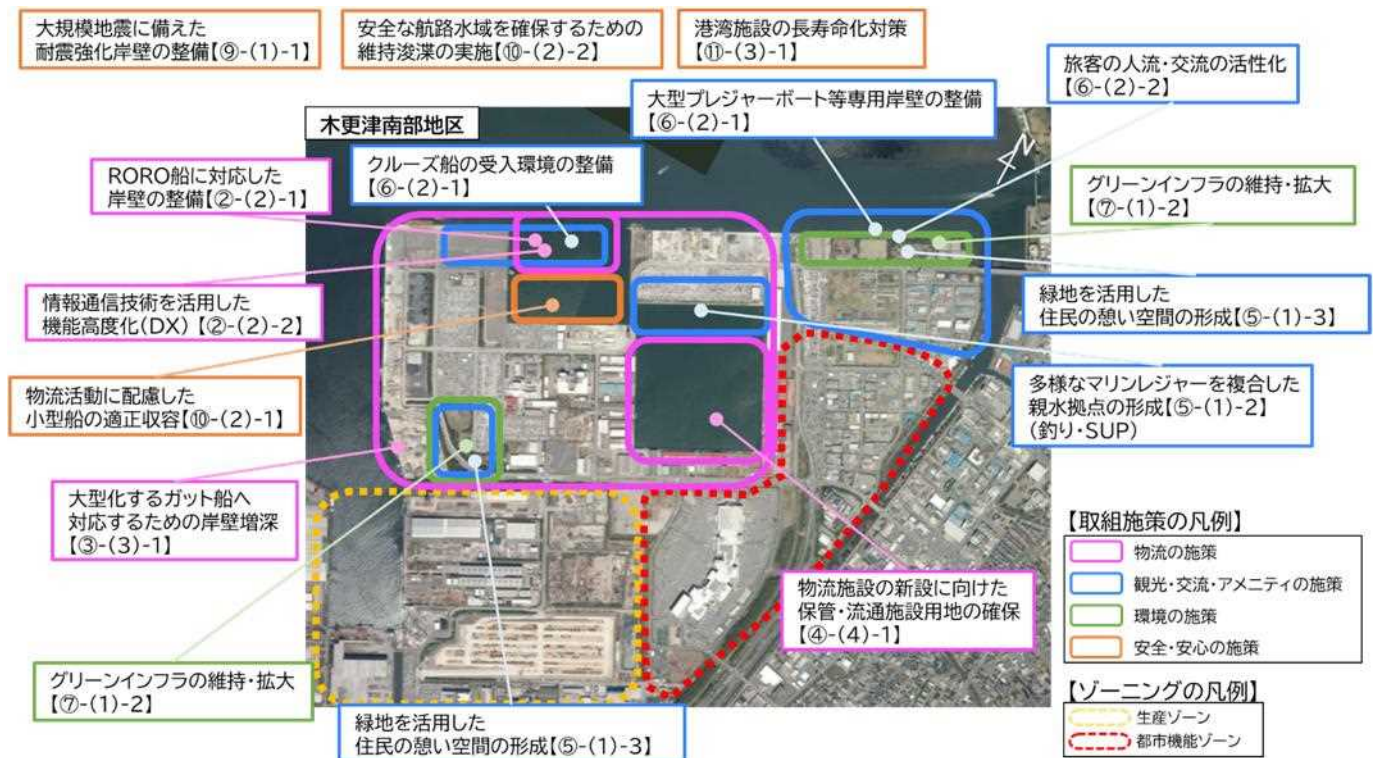 大規模地震に備えた
耐震強化岸壁の整備【⑨-(1)-1】
安全な航路水域を確保するための
維持浚渫の実施【⑩-(2)-2】
港湾施設の長寿命化対策
【⑪-(3)-1】
旅客の人流・交流の活性化
【⑥-(2)-2】
大型プレジャーボート等専用岸壁の整備
【⑥-(2)-1】
木更津南部地区
クルーズ船の受入環境の整備
【⑥-(2)-1】
RORO船に対応した
岸壁の整備【②-(2)-1】
N
グリーンインフラの維持・拡大
【⑦-(1)-2】
情報通信技術を活用した
機能高度化(DX) 【②-(2)-2】
緑地を活用した
住民の憩い空間の形成【⑤-(1)-3】
物流活動に配慮した
小型船の適正収容【⑩-(2)-1】
多様なマリンレジャーを複合した
親水拠点の形成【⑤-(1)-2】
(釣り・SUP)
大型化するガット船へ
対応するための岸壁増深
【③-(3)-1】
物流施設の新設に向けた
保管・流通施設用地の確保
【④-(4)-1】
グリーンインフラの維持・拡大
【⑦-(1)-2】
緑地を活用した
住民の憩い空間の形成【⑤-(1)-3】
【取組施策の凡例】
物流の施策
観光・交流・アメニティの施策
環境の施策
安全・安心の施策
【ゾーニングの凡例】
生産ゾーン
都市機能ゾーン